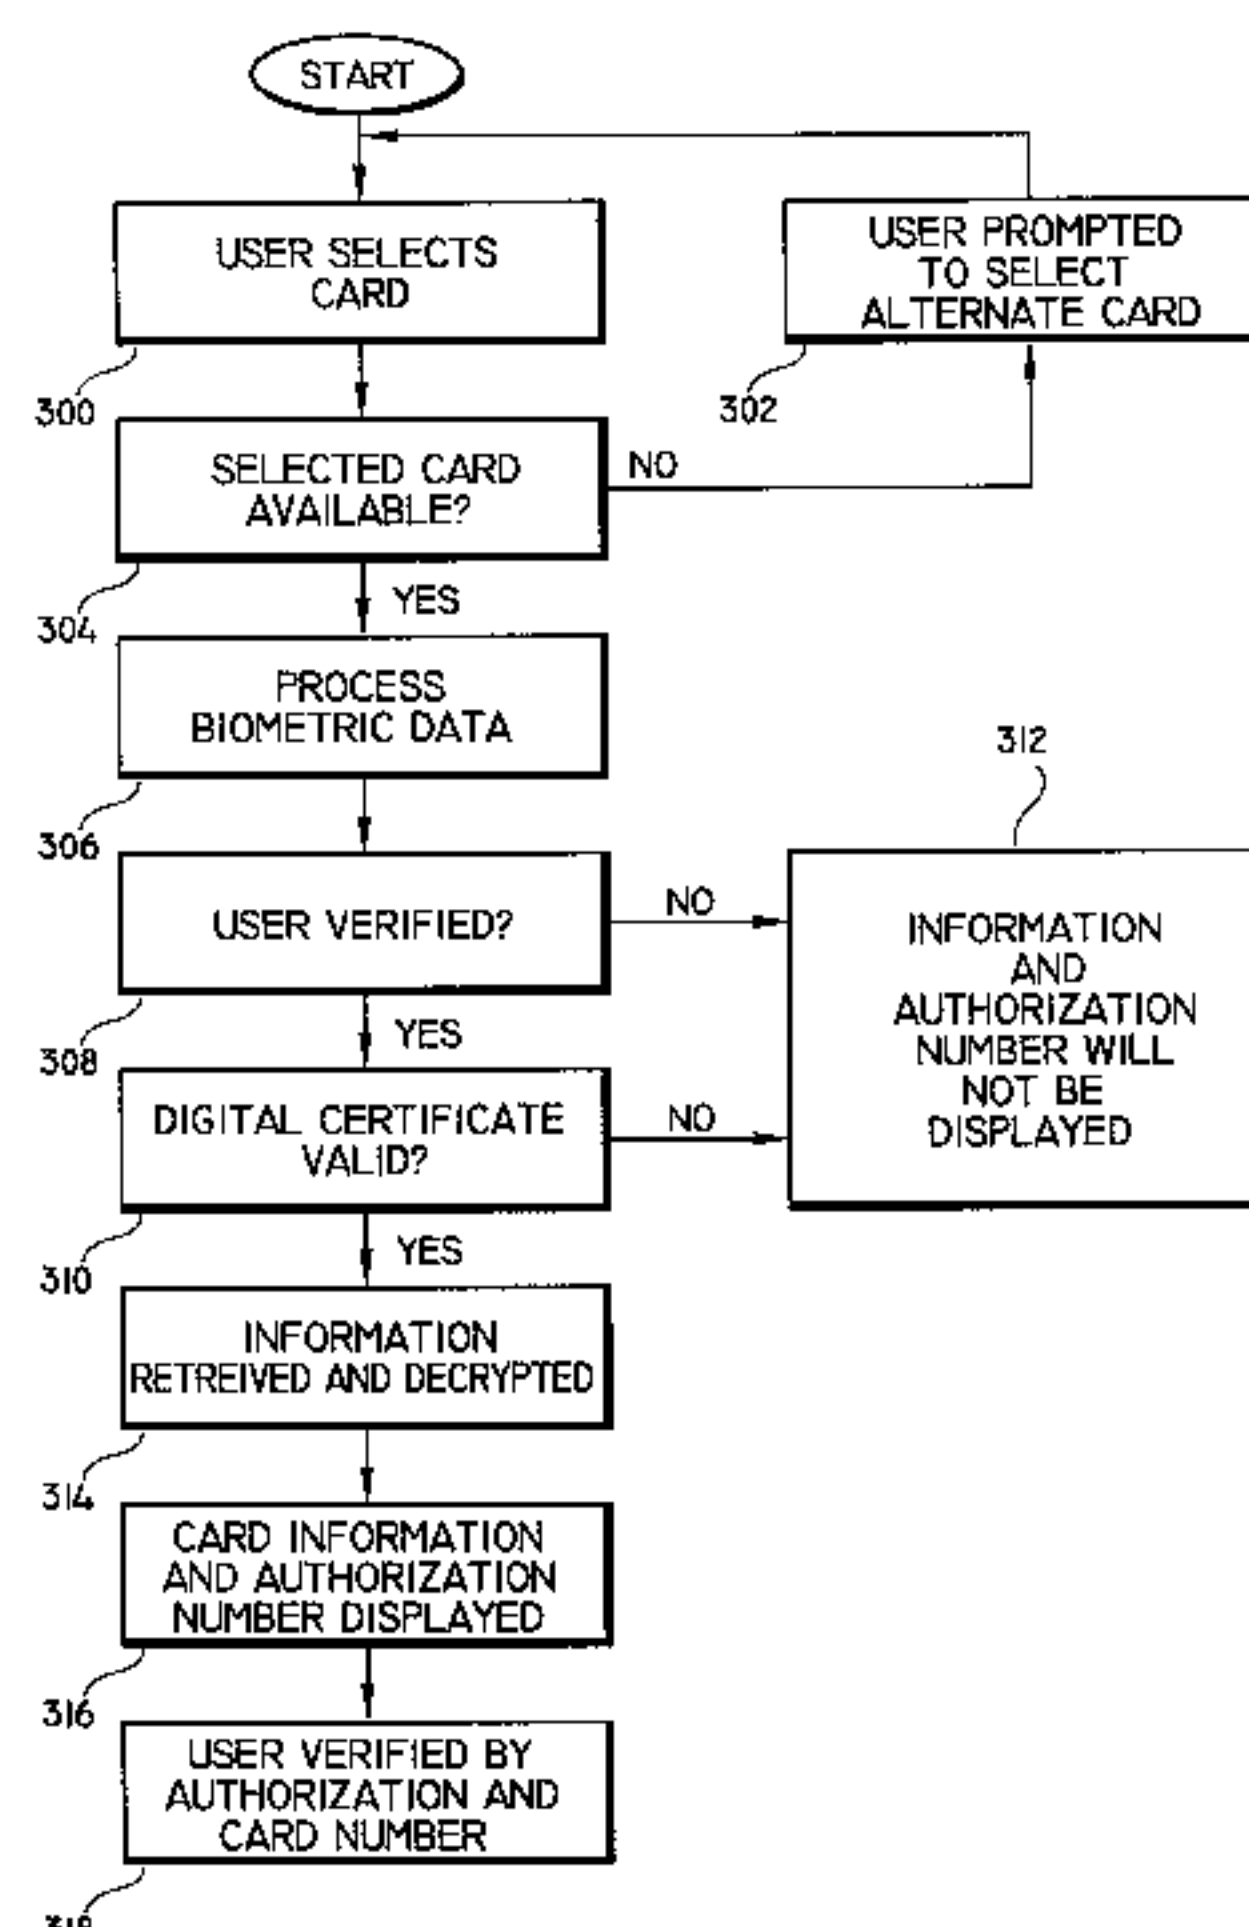 START
USER SELECTS
CARD
300
USER PROMPTED
TO SELECT
ALTERNATE CARD
302
SELECTED CARD
AVAILABLE?
NO
304
YES
PROCESS
BIOMETRIC DATA
306
USER VERIFIED?
NO
308
YES
312
INFORMATION
AND
AUTHORIZATION
NUMBER WILL
NOT BE
DISPLAYED
DIGITAL CERTIFICATE
VALID?
NO
310
YES
INFORMATION
RETREIVED AND DECRYPTED
314
CARD INFORMATION
AND AUTHORIZATION
NUMBER DISPLAYED
316
USER VERIFIED BY
AUTHORIZATION AND
CARD NUMBER